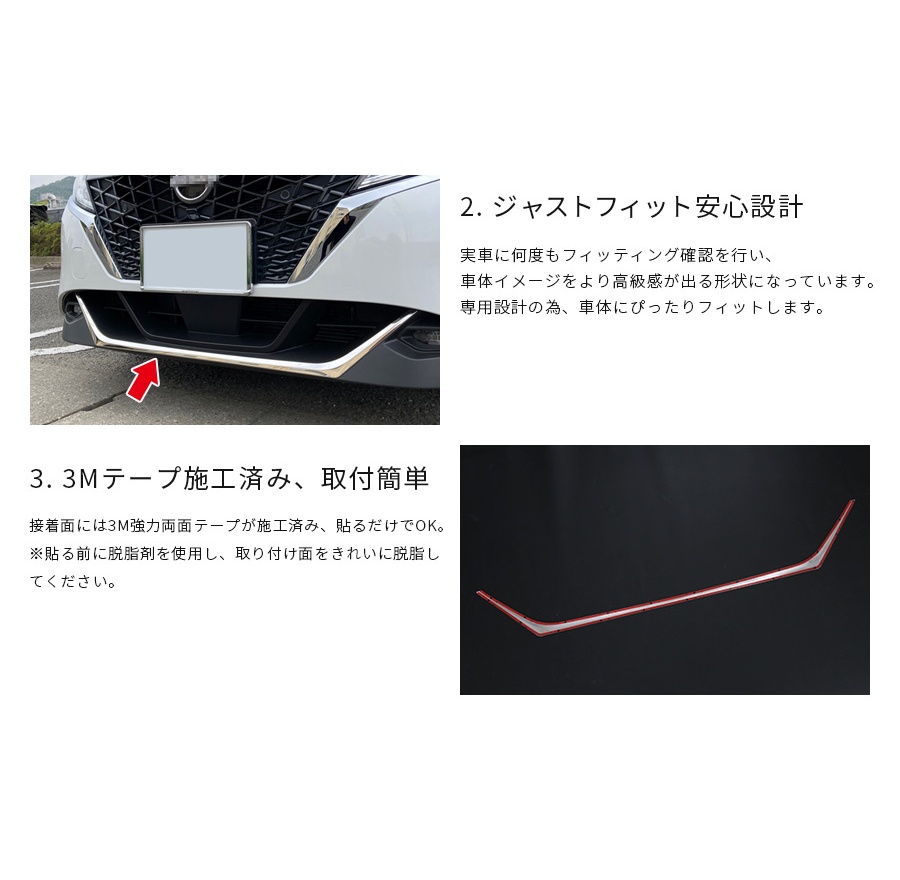 2. ジャストフィット安心設計
実車に何度もフィッティング確認を行い、
車体イメージをより高級感が出る形状になっています。
専用設計の為、車体にぴったりフィットします。
3. 3Mテープ施工済み、取付簡単
接着面には3M強力両面テープが施工済み、貼るだけでOK。
※貼る前に脱脂剤を使用し、取り付け面をきれいに脱脂し
てください。